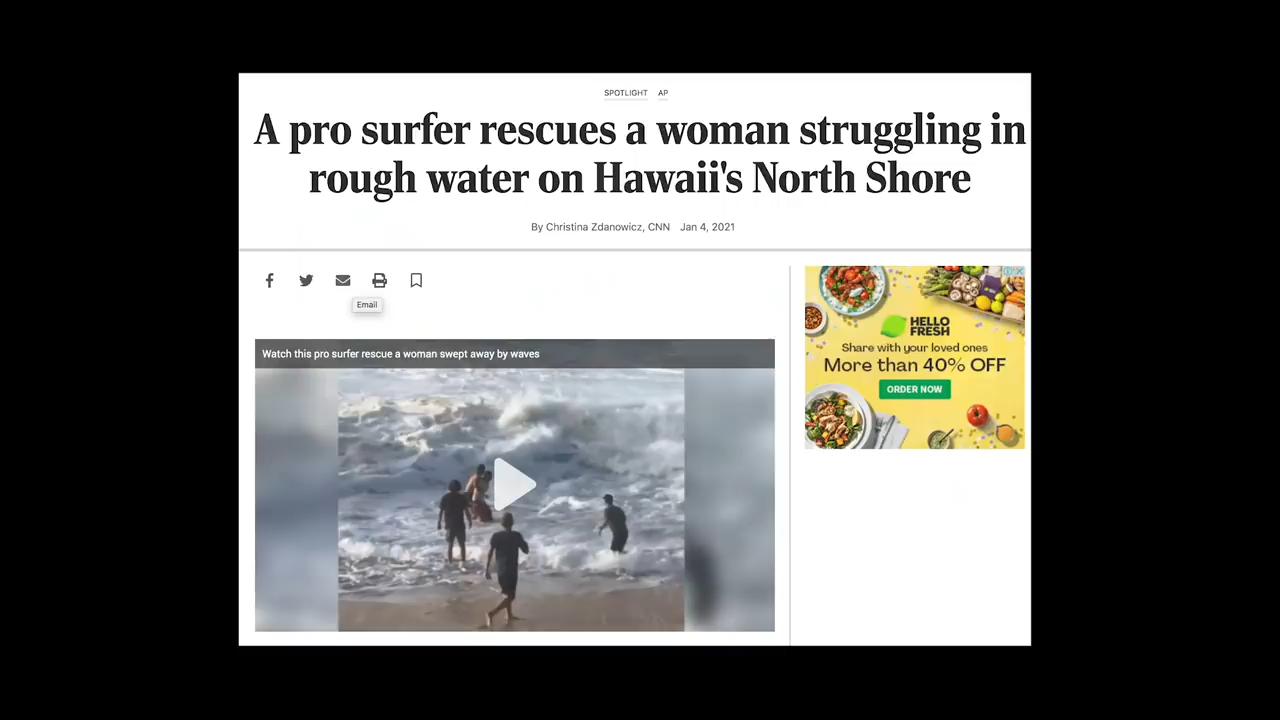 SPOTLIGHT AP
A pro surfer rescues a woman struggling in
rough water on Hawaii's North Shore
By Christina Zdanowicz, CNN Jan 4, 2021
Email
Watch this pro surfer rescue a woman swept away by waves
HELLO
FRESH
Share with your loved ones
More than 40% OFF
ORDER NOW